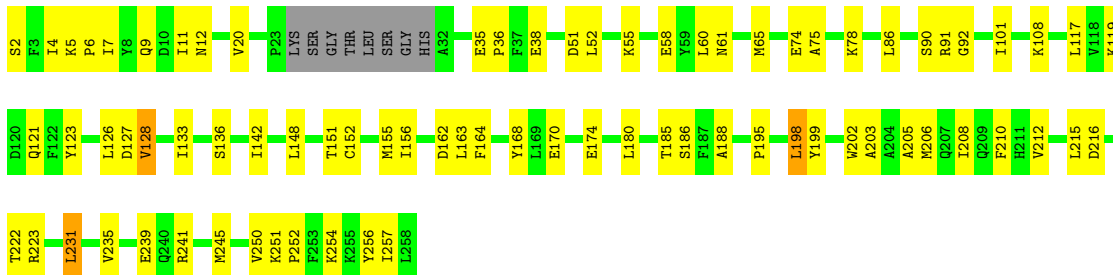 S2 F3 I4 K5 P6 I7 Y8 Q9 D10 I11 N12 V20 P23 LYS SER GLY PHE THR LEU SER GLY HIS A32 E35 P36 F37 E38 D51 L52 K55 E58 Y59 L60 N61 M65 E74 A75 K78 L86 S90 R91 G92 I101 K108 L117 V118 K119
D120 Q121 F122 Y123 L126 D127 V128 I133 S136 I142 L148 T151 C152 M155 I156 D162 L163 F164 Y168 L169 E170 E174 L180 T185 S186 F187 A188 P195 L198 Y199 W202 A203 A204 A205 M206 Q207 I208 Q209 F210 H211 V212 L215 D216
T222 R223 L231 V235 E239 Q240 R241 M245 V250 K251 P252 F253 K254 K255 Y256 I257 L258